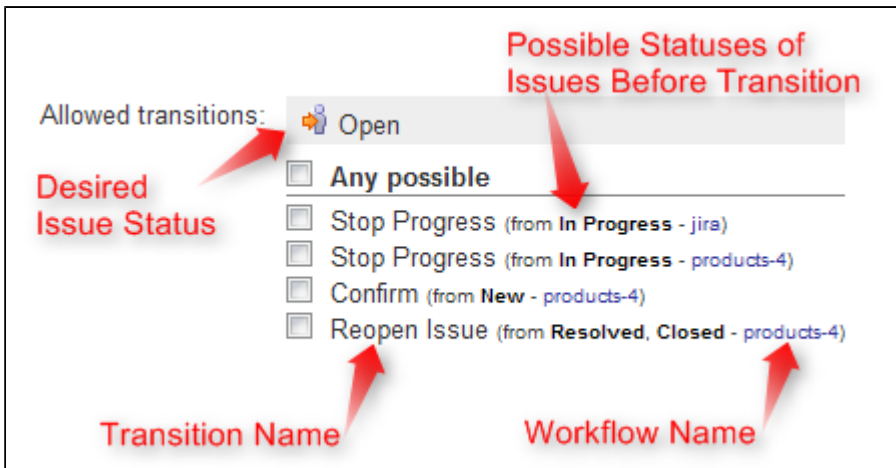 Possible Statuses of
Issues Before Transition
Allowed transitions:
Open
Desired
Issue Status
Any possible
Stop Progress (from In Progress - jira)
Stop Progress (from In Progress - products-4)
Confirm (from New - products-4)
Reopen Issue (from Resolved, Closed - products-4)
Transition Name
Workflow Name